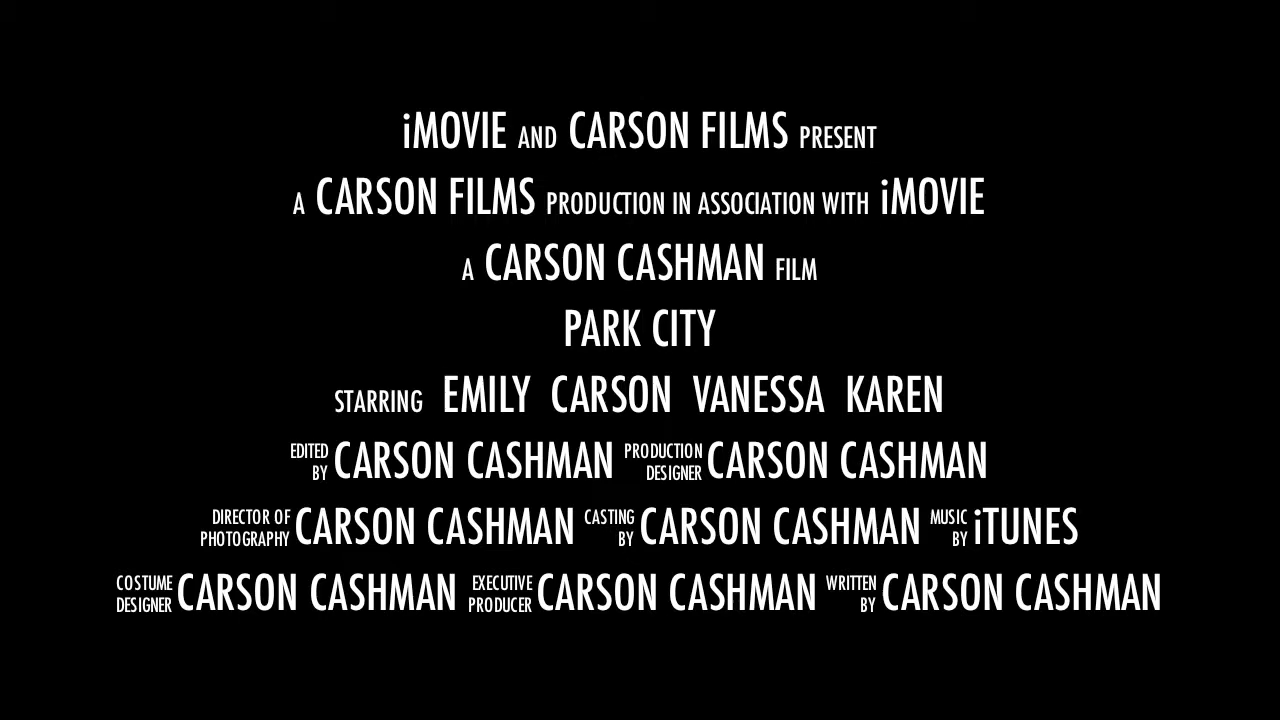 iMOVIE AND CARSON FILMS PRESENT
A CARSON FILMS PRODUCTION IN ASSOCIATION WITH iMOVIE
A CARSON CASHMAN FILM
PARK CITY
STARRING EMILY CARSON VANESSA KAREN
EDITED BY CARSON CASHMAN PRODUCTION DESIGNER CARSON CASHMAN
DIRECTOR OF PHOTOGRAPHY CARSON CASHMAN CASTING BY CARSON CASHMAN MUSIC BY iTUNES
COSTUME DESIGNER CARSON CASHMAN EXECUTIVE PRODUCER CARSON CASHMAN WRITTEN BY CARSON CASHMAN